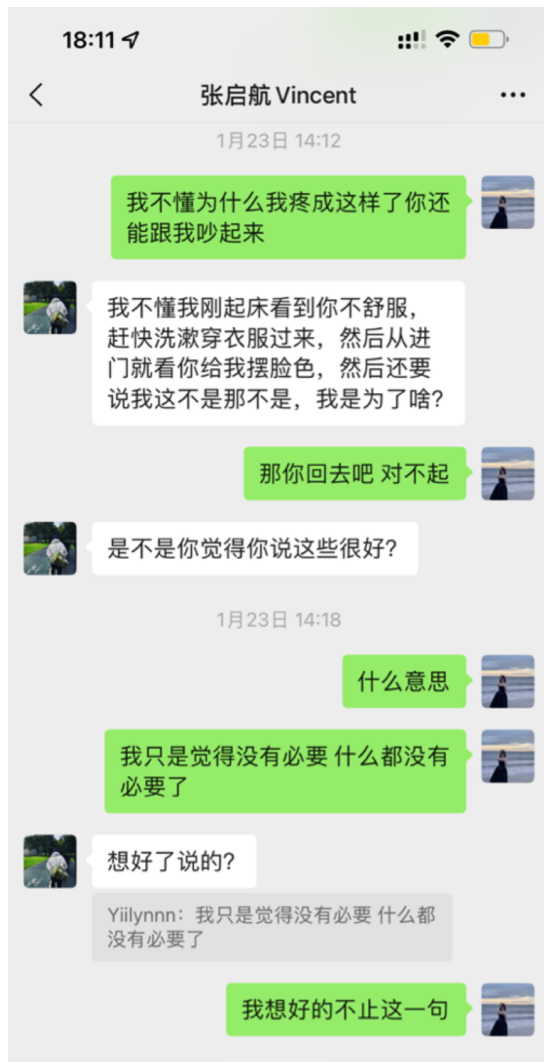 18:11
张启航 Vincent
1月23日 14:12
我不懂为什么我疼成这样了你还
能跟我吵起来
我不懂我刚起床看到你不舒服，
赶快洗漱穿衣服过来，然后从进
门就看你给我摆脸色，然后还要
说我这不是那不是，我是为了啥?
那你回去吧 对不起
是不是你觉得你说这些很好?
1月23日 14:18
什么意思
我只是觉得没有必要 什么都没有
必要了
想好了说的?
Yiilynnn：我只是觉得没有必要 什么都
没有必要了
我想好的不止这一句